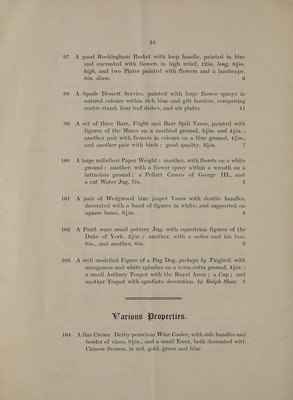 10
97 A good Rockingham Basket with loop handle, painted in blue
and encrusted with flowers in high relief, 12in. long, 8½in.
high, and two Plates painted with flowers and a landscape,
9in. diam. 3
98 A Spade Dessert Service, painted with large flower sprays in
natural colours within rich blue and gilt borders, comprising
centre stand, four leaf dishes, and six plates 11
99 A set of three Barr, Flight and Barr Spill Vases, painted with
figures of the Muses on a marbled ground, 3½in. and 4½in. ;
another pair with flowers in colours on a blue ground, 4½in.,
and another pair with birds ; good quality, 3½in. 7
100 A large millefiori Paper Weight ; another, with florets on a white
ground ; another, with a flower spray within a wreath on a
lattacinio ground ; a Pellatt Cameo of George III., and
a cut Water Jug, 7in. 5
101 A pair of Wedgwood blue jasper Vases with double handles,
decorated with a band of figures in white, and supported on
square bases, 9½in. 4
102 A Pratt ware small pottery Jug, with equestrian figures of the
Duke of York, 5½in. ; another, with a sailor and his lass,
6in., and another, 6in. 3
103 A well modelled Figure of a Pug Dog, perhaps by Twyford, with
manganese and white splashes on a terra-cotta ground, 4½in. ;
a small Astbury Teapot with the Royal Arms ; a Cup ; and
another Teapot with sgrafiato decoration, by Ralph Shaw 5
Various Properties.
104 A fine Crown Derby porcelain Wine Cooler, with side handles and
border of vines, 9½in., and a small Ewer, both decorated with
Chinese flowers, in red, gold, green and blue